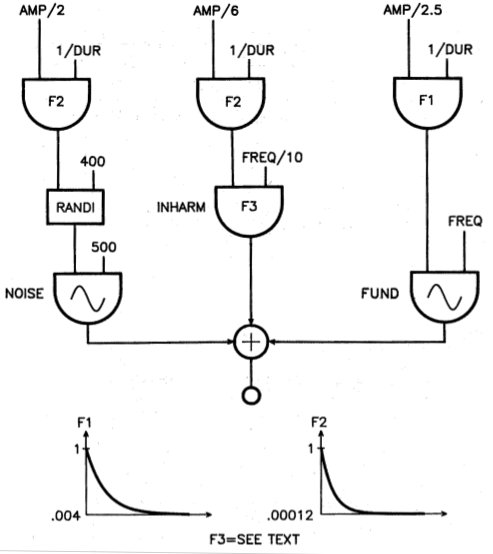 AMP/2 AMP/6 AMP/2.5
1/DUR 1/DUR 1/DUR
F2 F2 F1
400 FREQ/10
RANDI INHARM F3
FREQ
500
NOISE FUND
+
F1 F2
1 1
.004 .00012
F3=SEE TEXT